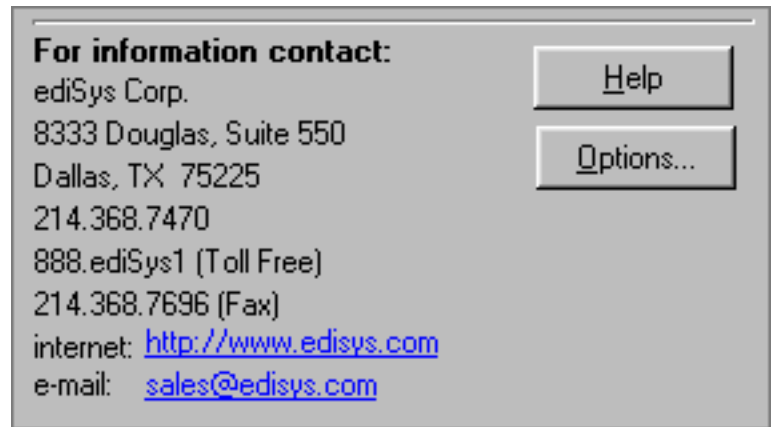 For information contact:
ediSys Corp.
8333 Douglas, Suite 550
Dallas, TX  75225
214.368.7470
888.ediSys1 (Toll Free)
214.368.7696 (Fax)
internet: http://www.edisys.com
e-mail: sales@edisys.com
Help
Options...